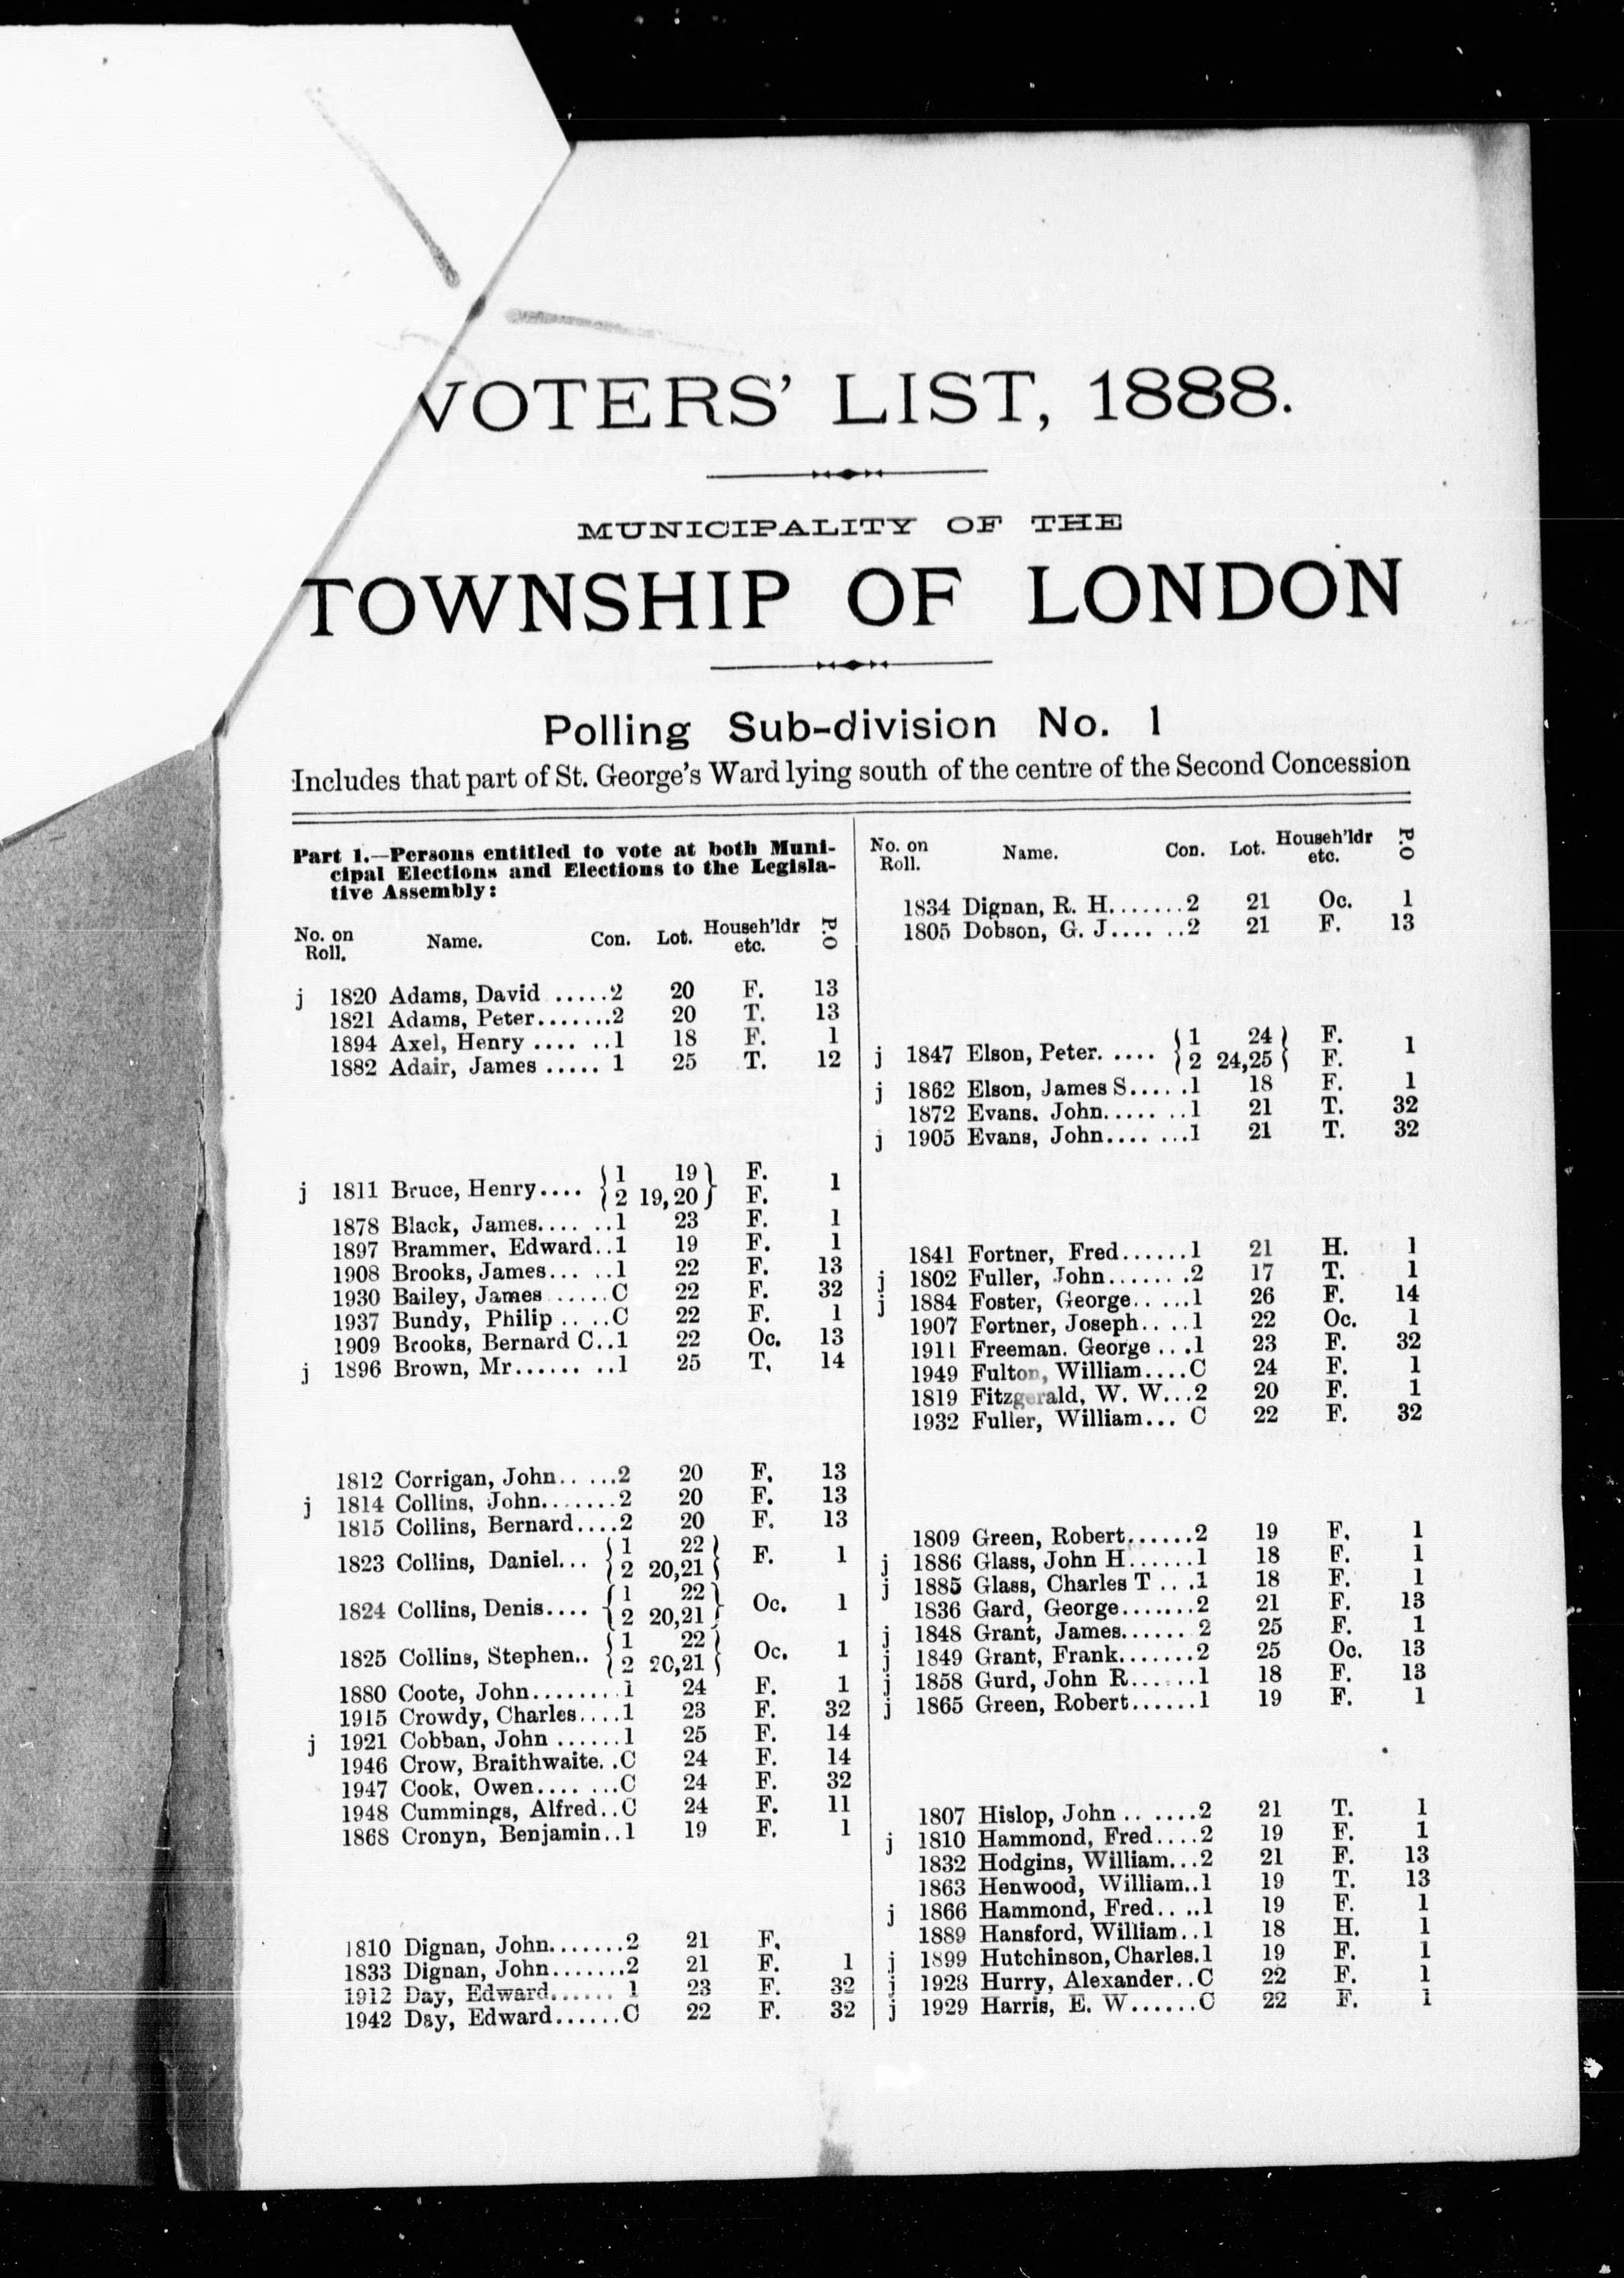 VOTERS' LIST, 1888.
MUNICIPALITY OF THE
TOWNSHIP OF LONDON
Polling Sub-division No. 1
Includes that part of St. George's Ward lying south of the centre of the Second Concession
Part 1.—Persons entitled to vote at both Muni-
cipal Elections and Elections to the Legisla-
tive Assembly:
No. on Roll. Name. Con. Lot. Househ'ldr etc. P.O
j 1820 Adams, David .....2 20 F. 13
1821 Adams, Peter.......2 20 T. 13
1894 Axel, Henry .... ..1 18 F. 1
1882 Adair, James ..... 1 25 T. 12
j 1811 Bruce, Henry.... {1 19} F. 1
{2 19,20} F.
1878 Black, James.... ..1 23 F. 1
1897 Brammer, Edward..1 19 F. 1
1908 Brooks, James... ..1 22 F. 13
1930 Bailey, James .....C 22 F. 32
1937 Bundy, Philip .. ..C 22 F. 1
1909 Brooks, Bernard C..1 22 Oc. 13
j 1896 Brown, Mr...... ..1 25 T. 14
1812 Corrigan, John.. ...2 20 F. 13
j 1814 Collins, John.......2 20 F. 13
1815 Collins, Bernard....2 20 F. 13
1823 Collins, Daniel... {1 22} F. 1
{2 20,21}
1824 Collins, Denis.... {1 22} Oc. 1
{2 20,21}
1825 Collins, Stephen.. {1 22} Oc. 1
{2 20,21}
1880 Coote, John........1 24 F. 1
1915 Crowdy, Charles....1 23 F. 32
j 1921 Cobban, John ......1 25 F. 14
1946 Crow, Braithwaite. .C 24 F. 14
1947 Cook, Owen.... ...C 24 F. 32
1948 Cummings, Alfred..C 24 F. 11
1868 Cronyn, Benjamin..1 19 F. 1
1810 Dignan, John.......2 21 F.
1833 Dignan, John.......2 21 F. 1
1912 Day, Edward...... 1 23 F. 32
1942 Day, Edward......C 22 F. 32
No. on Roll. Name. Con. Lot. Househ'ldr etc. P.O
1834 Dignan, R. H.......2 21 Oc. 1
1805 Dobson, G. J.... ..2 21 F. 13
j 1847 Elson, Peter. .... {1 24} F. 1
{2 24,25} F.
j 1862 Elson, James S.....1 18 F. 1
1872 Evans. John..... ..1 21 T. 32
j 1905 Evans, John.... ...1 21 T. 32
1841 Fortner, Fred......1 21 H. 1
j 1802 Fuller, John.......2 17 T. 1
j 1884 Foster, George.. ...1 26 F. 14
1907 Fortner, Joseph.. ..1 22 Oc. 1
1911 Freeman. George ...1 23 F. 32
1949 Fulton, William....C 24 F. 1
1819 Fitzgerald, W. W...2 20 F. 1
1932 Fuller, William... C 22 F. 32
1809 Green, Robert......2 19 F. 1
j 1886 Glass, John H......1 18 F. 1
j 1885 Glass, Charles T ...1 18 F. 1
1836 Gard, George.......2 21 F. 13
j 1848 Grant, James...... 2 25 F. 1
j 1849 Grant, Frank.......2 25 Oc. 13
j 1858 Gurd, John R......1 18 F. 13
j 1865 Green, Robert......1 19 F. 1
1807 Hislop, John .. ....2 21 T. 1
j 1810 Hammond, Fred....2 19 F. 1
1832 Hodgins, William...2 21 F. 13
1863 Henwood, William..1 19 T. 13
j 1866 Hammond, Fred.. ..1 19 F. 1
1889 Hansford, William..1 18 H. 1
j 1899 Hutchinson, Charles.1 19 F. 1
j 1928 Hurry, Alexander..C 22 F. 1
j 1929 Harris, E. W......C 22 F. 1